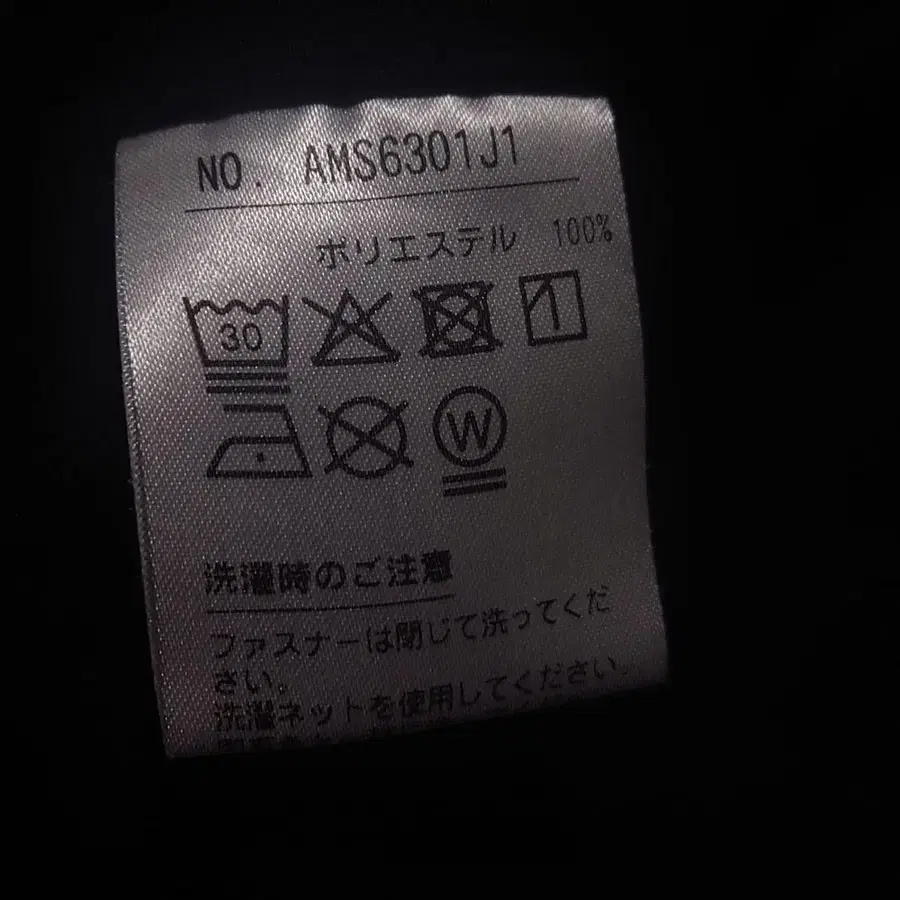 NO. AMS6301J1
ポリエステル 100%
30
W
洗濯時のご注意
ファスナーは閉じて洗ってくだ
さい。
洗濯ネットを使用してください。